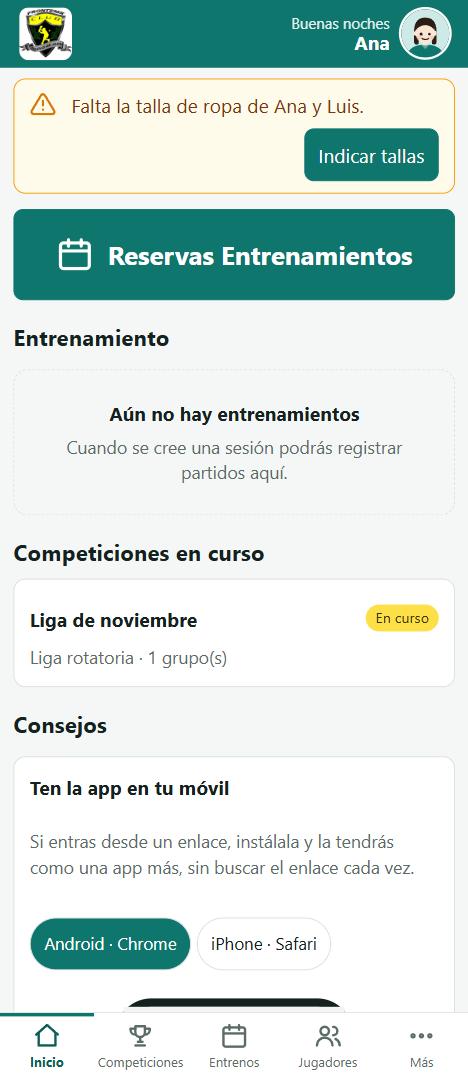 Buenas noches
Ana
Falta la talla de ropa de Ana y Luis.
Indicar tallas
Reservas Entrenamientos
Entrenamiento
Aún no hay entrenamientos
Cuando se cree una sesión podrás registrar
partidos aquí.
Competiciones en curso
Liga de noviembre
En curso
Liga rotatoria · 1 grupo(s)
Consejos
Ten la app en tu móvil
Si entras desde un enlace, instálala y la tendrás
como una app más, sin buscar el enlace cada vez.
Android · Chrome
iPhone · Safari
Inicio
Competiciones
Entrenos
Jugadores
Más